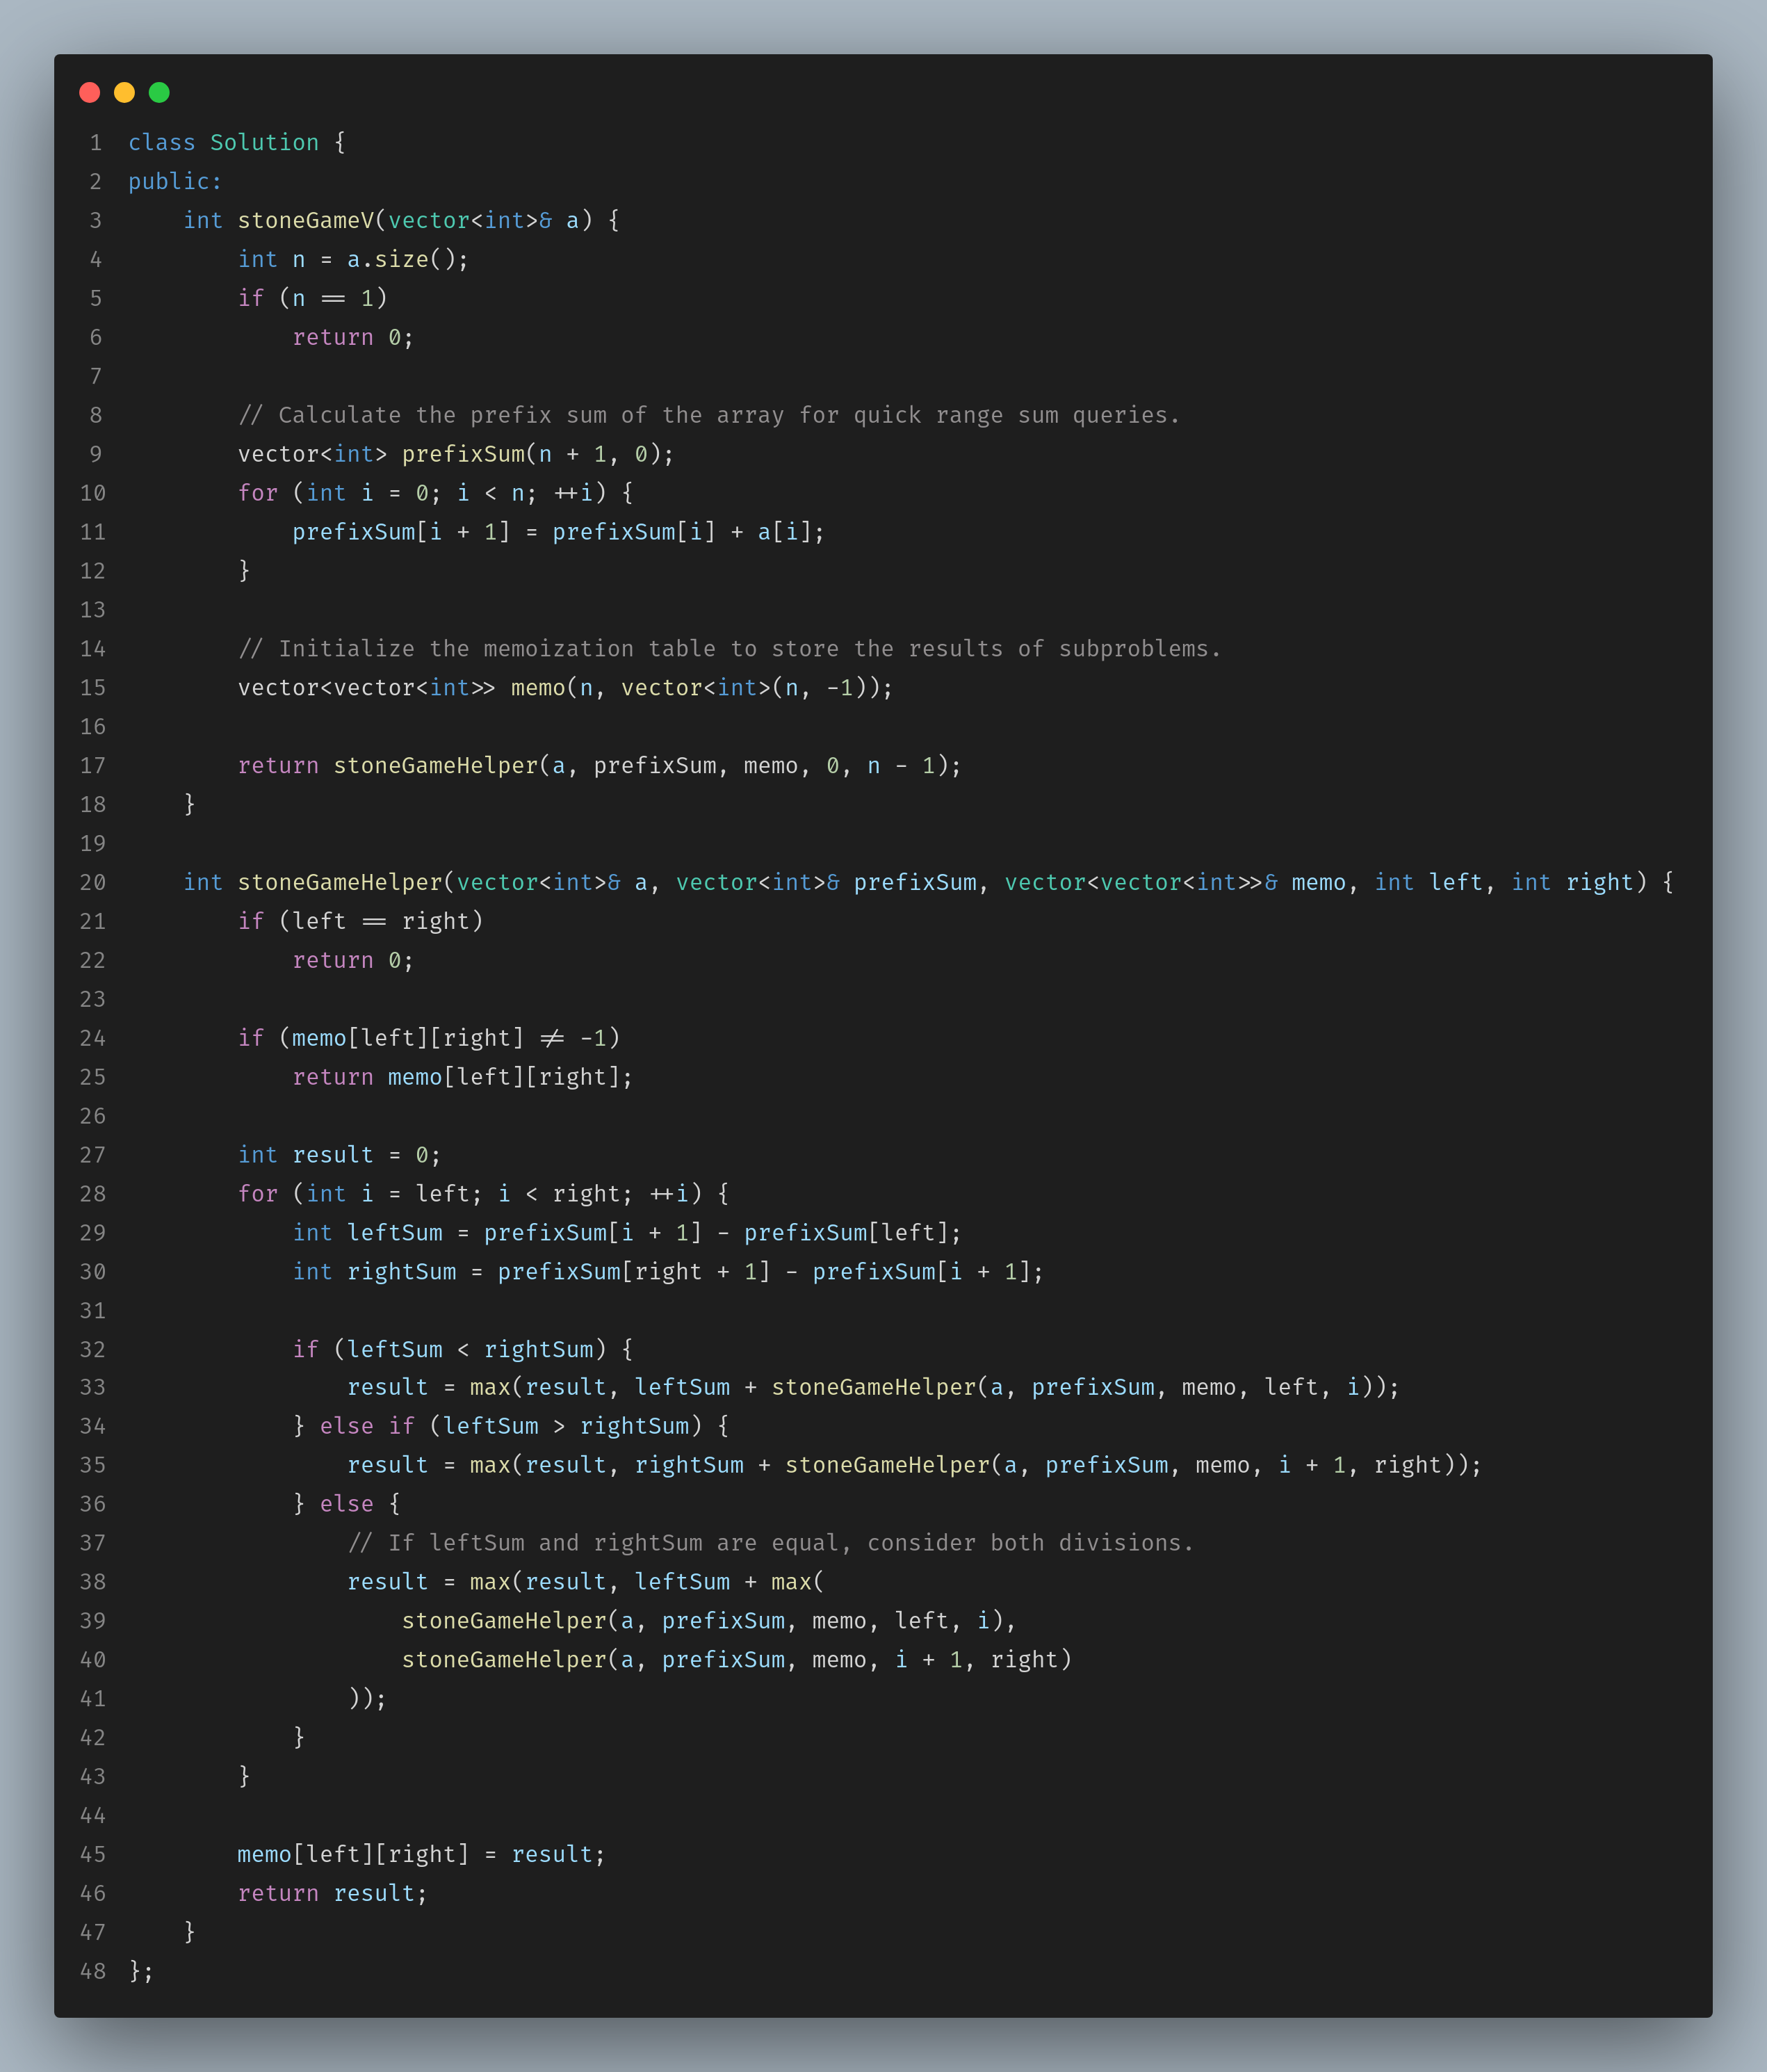 1 class Solution {
2 public:
3     int stoneGameV(vector<int>& a) {
4         int n = a.size();
5         if (n == 1)
6             return 0;
7
8         // Calculate the prefix sum of the array for quick range sum queries.
9         vector<int> prefixSum(n + 1, 0);
10         for (int i = 0; i < n; ++i) {
11             prefixSum[i + 1] = prefixSum[i] + a[i];
12         }
13
14         // Initialize the memoization table to store the results of subproblems.
15         vector<vector<int>> memo(n, vector<int>(n, -1));
16
17         return stoneGameHelper(a, prefixSum, memo, 0, n - 1);
18     }
19
20     int stoneGameHelper(vector<int>& a, vector<int>& prefixSum, vector<vector<int>>& memo, int left, int right) {
21         if (left == right)
22             return 0;
23
24         if (memo[left][right] != -1)
25             return memo[left][right];
26
27         int result = 0;
28         for (int i = left; i < right; ++i) {
29             int leftSum = prefixSum[i + 1] - prefixSum[left];
30             int rightSum = prefixSum[right + 1] - prefixSum[i + 1];
31
32             if (leftSum < rightSum) {
33                 result = max(result, leftSum + stoneGameHelper(a, prefixSum, memo, left, i));
34             } else if (leftSum > rightSum) {
35                 result = max(result, rightSum + stoneGameHelper(a, prefixSum, memo, i + 1, right));
36             } else {
37                 // If leftSum and rightSum are equal, consider both divisions.
38                 result = max(result, leftSum + max(
39                     stoneGameHelper(a, prefixSum, memo, left, i),
40                     stoneGameHelper(a, prefixSum, memo, i + 1, right)
41                 ));
42             }
43         }
44
45         memo[left][right] = result;
46         return result;
47     }
48 };